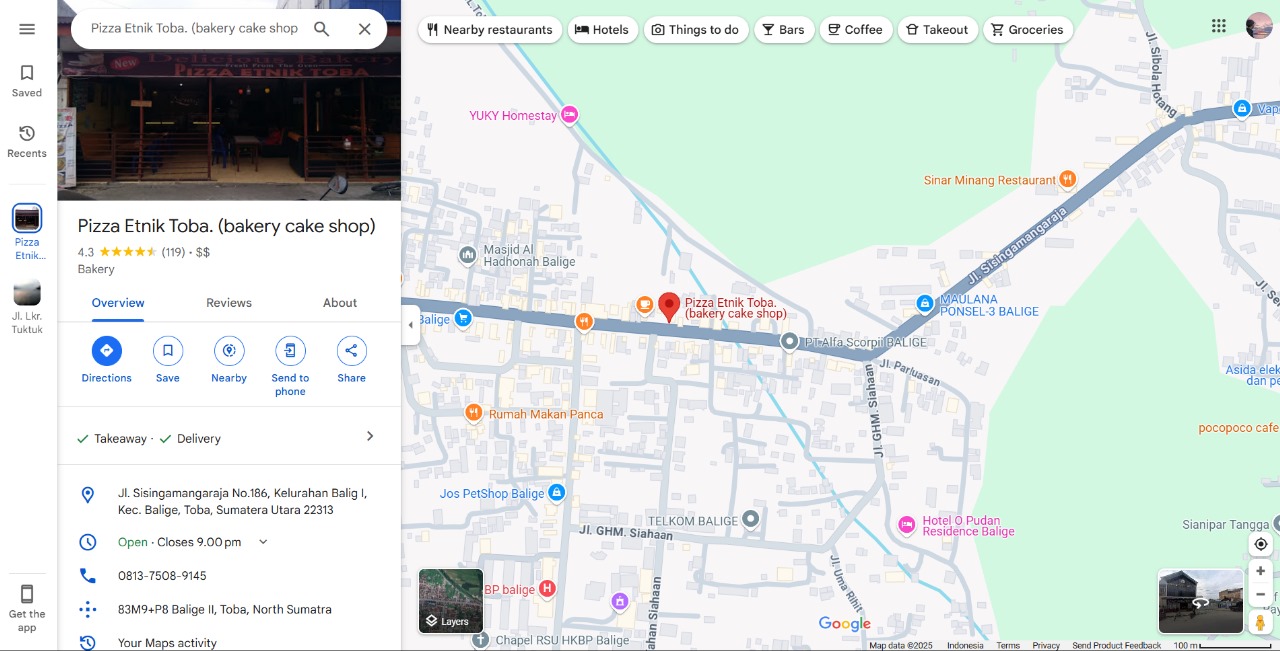 Pizza Etnik Toba. (bakery cake shop
Saved
Recents
Pizza
Etnik...
Jl. Lkr.
Tuktuk
Get the
app
New Delicious Bakery
Fresh From The Oven
PIZZA ETNIK TOBA
Pizza Etnik Toba. (bakery cake shop)
4.3 (119) · $$
Bakery
Overview Reviews About
Directions Save Nearby Send to phone Share
Takeaway · Delivery
Jl. Sisingamangaraja No.186, Kelurahan Balig I,
Kec. Balige, Toba, Sumatera Utara 22313
Open · Closes 9.00 pm
0813-7508-9145
83M9+P8 Balige II, Toba, North Sumatra
Your Maps activity
Nearby restaurants Hotels Things to do Bars Coffee Takeout Groceries
Jl. Sibola Hotang
YUKY Homestay
Sinar Minang Restaurant
Jl. Sisingamangaraja
Masjid Al
Hadhonah Balige
Balige
Pizza Etnik Toba.
(bakery cake shop)
MAULANA
PONSEL-3 BALIGE
PT Alfa Scorpii BALIGE
Jl. Parluasan
Jl. GHM. Siahaan
Rumah Makan Panca
pocopoco cafe
Jos PetShop Balige
TELKOM BALIGE
Hotel O Pudan
Residence Balige
Sianipar Tangga
Jl. GHM. Siahaan
Jl. Uma Rihit
BP balige
Chapel RSU HKBP Balige
Layers
Google
Map data ©2025 Indonesia Terms Privacy Send Product Feedback 100 m